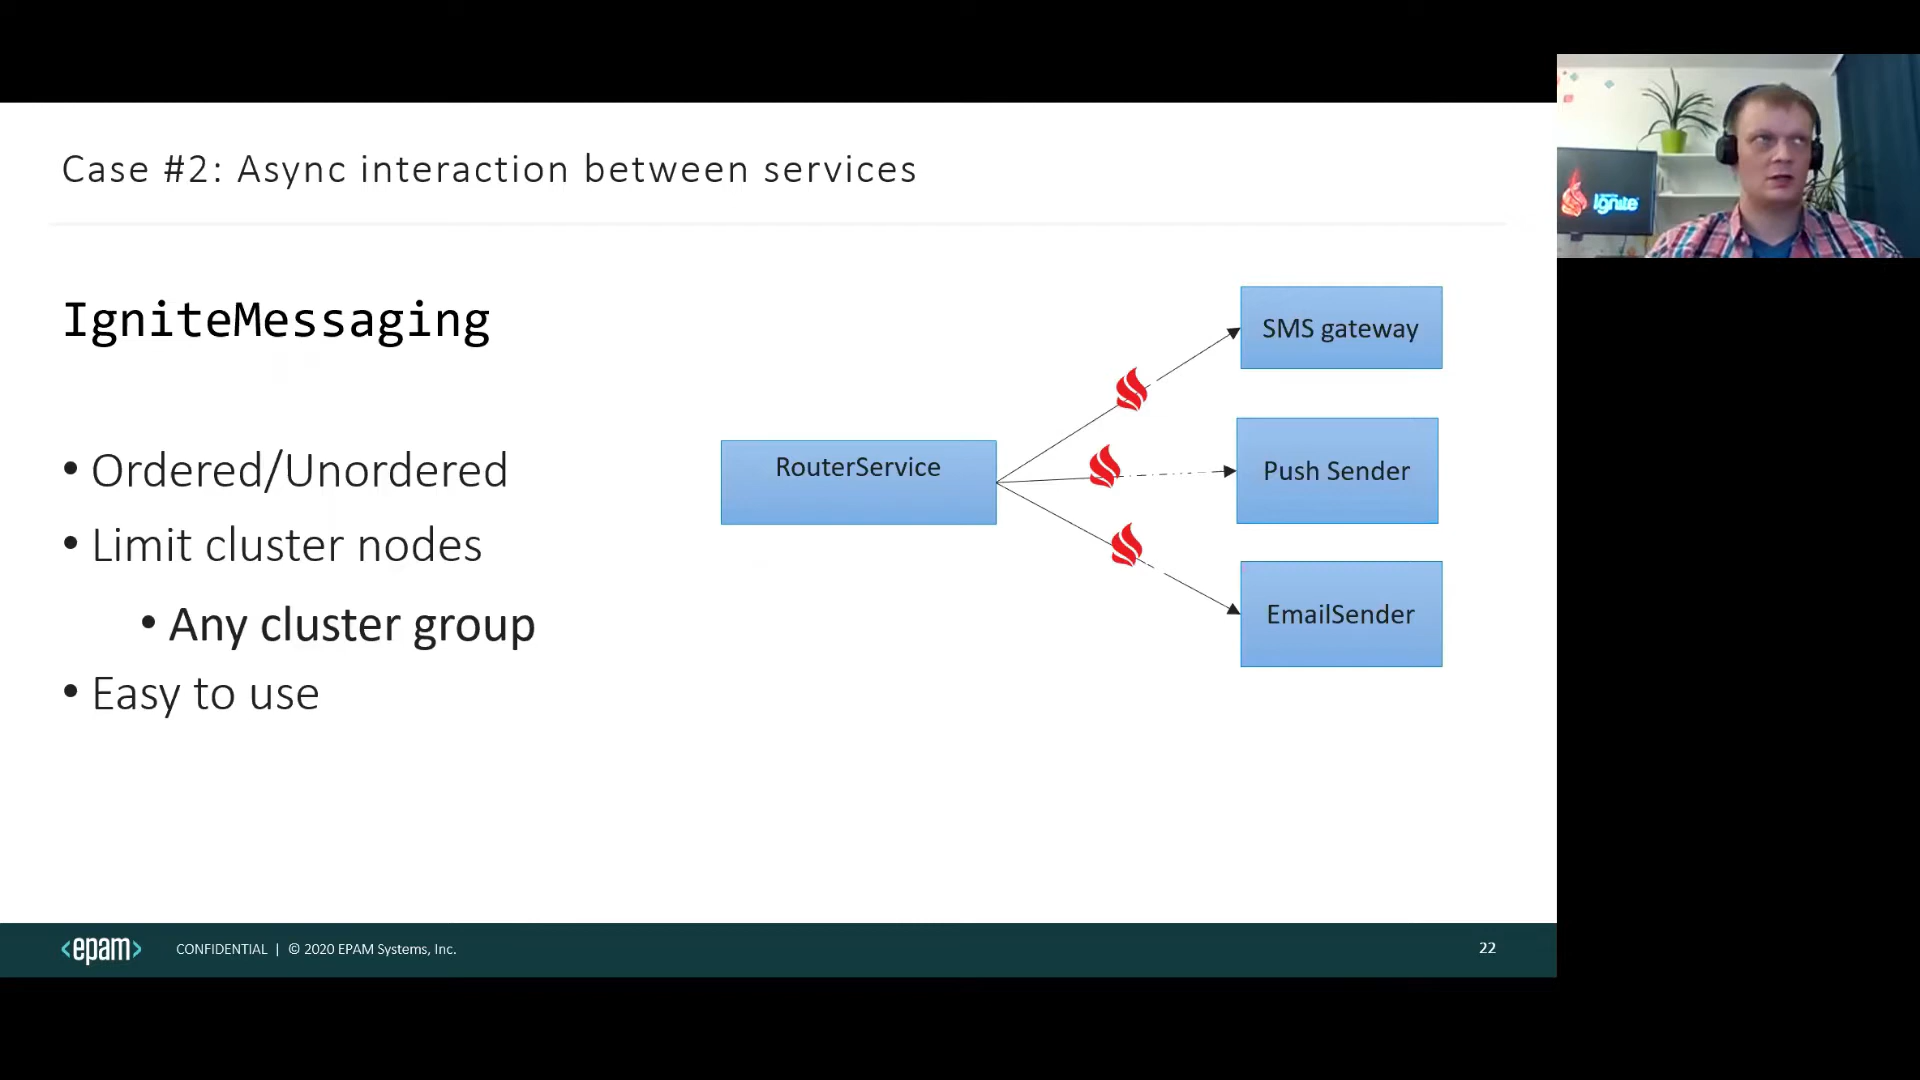 Case #2: Async interaction between services
IgniteMessaging
• Ordered/Unordered
• Limit cluster nodes
• Any cluster group
• Easy to use
RouterService
SMS gateway
Push Sender
EmailSender
Ignite
<epam> CONFIDENTIAL | © 2020 EPAM Systems, Inc.
22